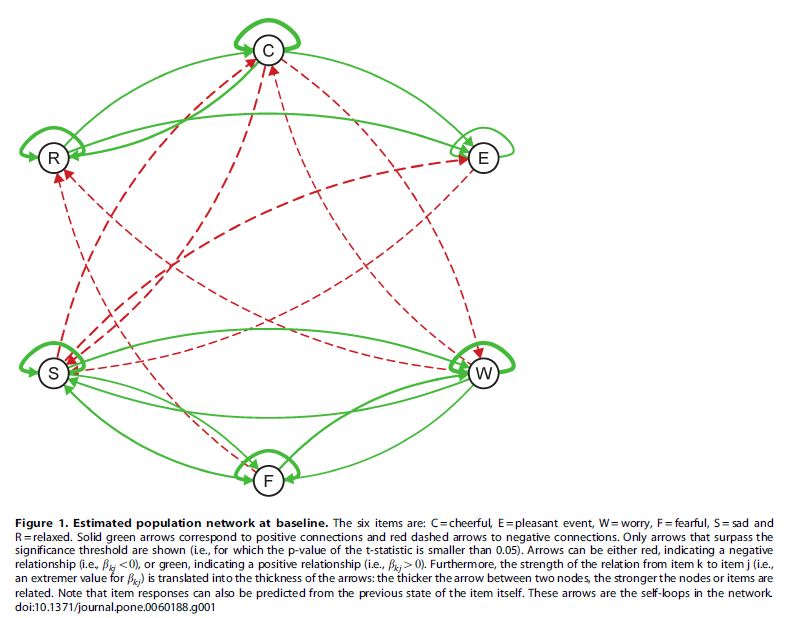 C
R
E
S
W
F
Figure 1. Estimated population network at baseline. The six items are: C = cheerful, E = pleasant event, W = worry, F = fearful, S = sad and
R = relaxed. Solid green arrows correspond to positive connections and red dashed arrows to negative connections. Only arrows that surpass the
significance threshold are shown (i.e., for which the p-value of the t-statistic is smaller than 0.05). Arrows can be either red, indicating a negative
relationship (i.e., βkj < 0), or green, indicating a positive relationship (i.e., βkj > 0). Furthermore, the strength of the relation from item k to item j (i.e.,
an extremer value for βkj) is translated into the thickness of the arrows: the thicker the arrow between two nodes, the stronger the nodes or items are
related. Note that item responses can also be predicted from the previous state of the item itself. These arrows are the self-loops in the network.
doi:10.1371/journal.pone.0060188.g001